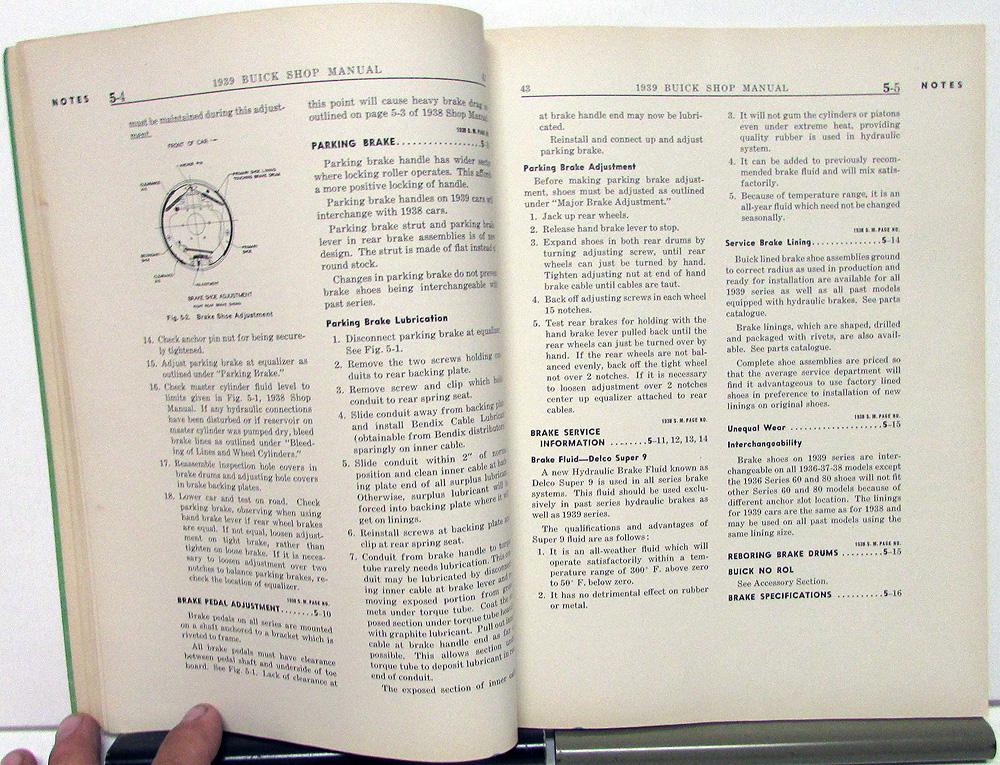 1939 BUICK SHOP MANUAL
NOTES 5-4
must be maintained during this adjust-
ment.
FRONT OF CAR
ANCHOR PIN
CLEARANCE
PRIMARY SHOE LINING
TOUCHING BRAKE DRUM
SECONDARY
SHOE
PRIMARY
SHOE
CLEARANCE
ADJUSTMENT
BRAKE SHOE ADJUSTMENT
RIGHT REAR BRAKE SHOWN
Fig. 5-2. Brake Shoe Adjustment
14. Check anchor pin nut for being secure-
ly tightened.
15. Adjust parking brake at equalizer as
outlined under "Parking Brake."
16. Check master cylinder fluid level to
limits given in Fig. 5-1, 1938 Shop
Manual. If any hydraulic connections
have been disturbed or if reservoir on
master cylinder was pumped dry, bleed
brake lines as outlined under "Bleed-
ing of Lines and Wheel Cylinders."
17. Reassemble inspection hole covers in
brake drums and adjusting hole covers
in brake backing plates.
18. Lower car and test on road. Check
parking brake, observing when using
hand brake lever if rear wheel brakes
are equal. If not equal, loosen adjust-
ment on tight brake, rather than
tighten on loose brake. If it is neces-
sary to loosen adjustment over two
notches to balance parking brakes, re-
check the location of equalizer.
1938 S. M. PAGE NO.
BRAKE PEDAL ADJUSTMENT........5-10
Brake pedals on all series are mounted
on a shaft anchored to a bracket which is
riveted to frame.
All brake pedals must have clearance
between pedal shaft and underside of toe
board. See Fig. 5-1. Lack of clearance at
this point will cause heavy brake drag
outlined on page 5-3 of 1938 Shop
1938 S. M.
PARKING BRAKE
Parking brake handle has wider
where locking roller operates. This
a more positive locking of handle.
Parking brake handles on 1939 cars
interchange with 1938 cars.
Parking brake strut and parking
lever in rear brake assemblies is of
design. The strut is made of flat instead
round stock.
Changes in parking brake do not
brake shoes being interchangeable
past series.
Parking Brake Lubrication
1. Disconnect parking brake at
See Fig. 5-1.
2. Remove the two screws holding
duits to rear backing plate.
3. Remove screw and clip which
conduit to rear spring seat.
4. Slide conduit away from backing
and install Bendix Cable
(obtainable from Bendix
sparingly on inner cable.
5. Slide conduit within 2" of
position and clean inner cable at
ing plate end of all surplus
Otherwise, surplus lubricant
forced into backing plate where it
get on linings.
6. Reinstall screws at backing plate
clip at rear spring seat.
7. Conduit from brake handle to
tube rarely needs lubrication.
duit may be lubricated by
ing inner cable at brake lever
moving exposed portion from
mets under torque tube. Coat
posed section under torque tube
with graphite lubricant. Pull
cable at brake handle end as far
possible. This allows section
torque tube to deposit lubricant
end of conduit.
The exposed section of inner
43 1939 BUICK SHOP MANUAL 5-5 NOTES
at brake handle end may now be lubri-
cated.
Reinstall and connect up and adjust
parking brake.
Parking Brake Adjustment
Before making parking brake adjust-
ment, shoes must be adjusted as outlined
under "Major Brake Adjustment."
1. Jack up rear wheels.
2. Release hand brake lever to stop.
3. Expand shoes in both rear drums by
turning adjusting screw, until rear
wheels can just be turned by hand.
Tighten adjusting nut at end of hand
brake cable until cables are taut.
4. Back off adjusting screws in each wheel
15 notches.
5. Test rear brakes for holding with the
hand brake lever pulled back until the
rear wheels can just be turned over by
hand. If the rear wheels are not bal-
anced evenly, back off the tight wheel
not over 2 notches. If it is necessary
to loosen adjustment over 2 notches
center up equalizer attached to rear
cables.
1938 S. M. PAGE NO.
BRAKE SERVICE
INFORMATION ........5-11, 12, 13, 14
Brake Fluid—Delco Super 9
A new Hydraulic Brake Fluid known as
Delco Super 9 is used in all series brake
systems. This fluid should be used exclu-
sively in past series hydraulic brakes as
well as 1939 series.
The qualifications and advantages of
Super 9 fluid are as follows:
1. It is an all-weather fluid which will
operate satisfactorily within a tem-
perature range of 300° F. above zero
to 50° F. below zero.
2. It has no detrimental effect on rubber
or metal.
3. It will not gum the cylinders or pistons
even under extreme heat, providing
quality rubber is used in hydraulic
system.
4. It can be added to previously recom-
mended brake fluid and will mix satis-
factorily.
5. Because of temperature range, it is an
all-year fluid which need not be changed
seasonally.
1938 S. M. PAGE NO.
Service Brake Lining..............5-14
Buick lined brake shoe assemblies ground
to correct radius as used in production and
ready for installation are available for all
1939 series as well as all past models
equipped with hydraulic brakes. See parts
catalogue.
Brake linings, which are shaped, drilled
and packaged with rivets, are also avail-
able. See parts catalogue.
Complete shoe assemblies are priced so
that the average service department will
find it advantageous to use factory lined
shoes in preference to installation of new
linings on original shoes.
1938 S. M. PAGE NO.
Unequal Wear ....................5-15
Interchangeability
Brake shoes on 1939 series are inter-
changeable on all 1936-37-38 models except
the 1936 Series 60 and 80 shoes will not fit
other Series 60 and 80 models because of
different anchor slot location. The linings
for 1939 cars are the same as for 1938 and
may be used on all past models using the
same lining size.
1938 S. M. PAGE NO.
REBORING BRAKE DRUMS .........5-15
BUICK NO ROL
See Accessory Section.
BRAKE SPECIFICATIONS ..........5-16